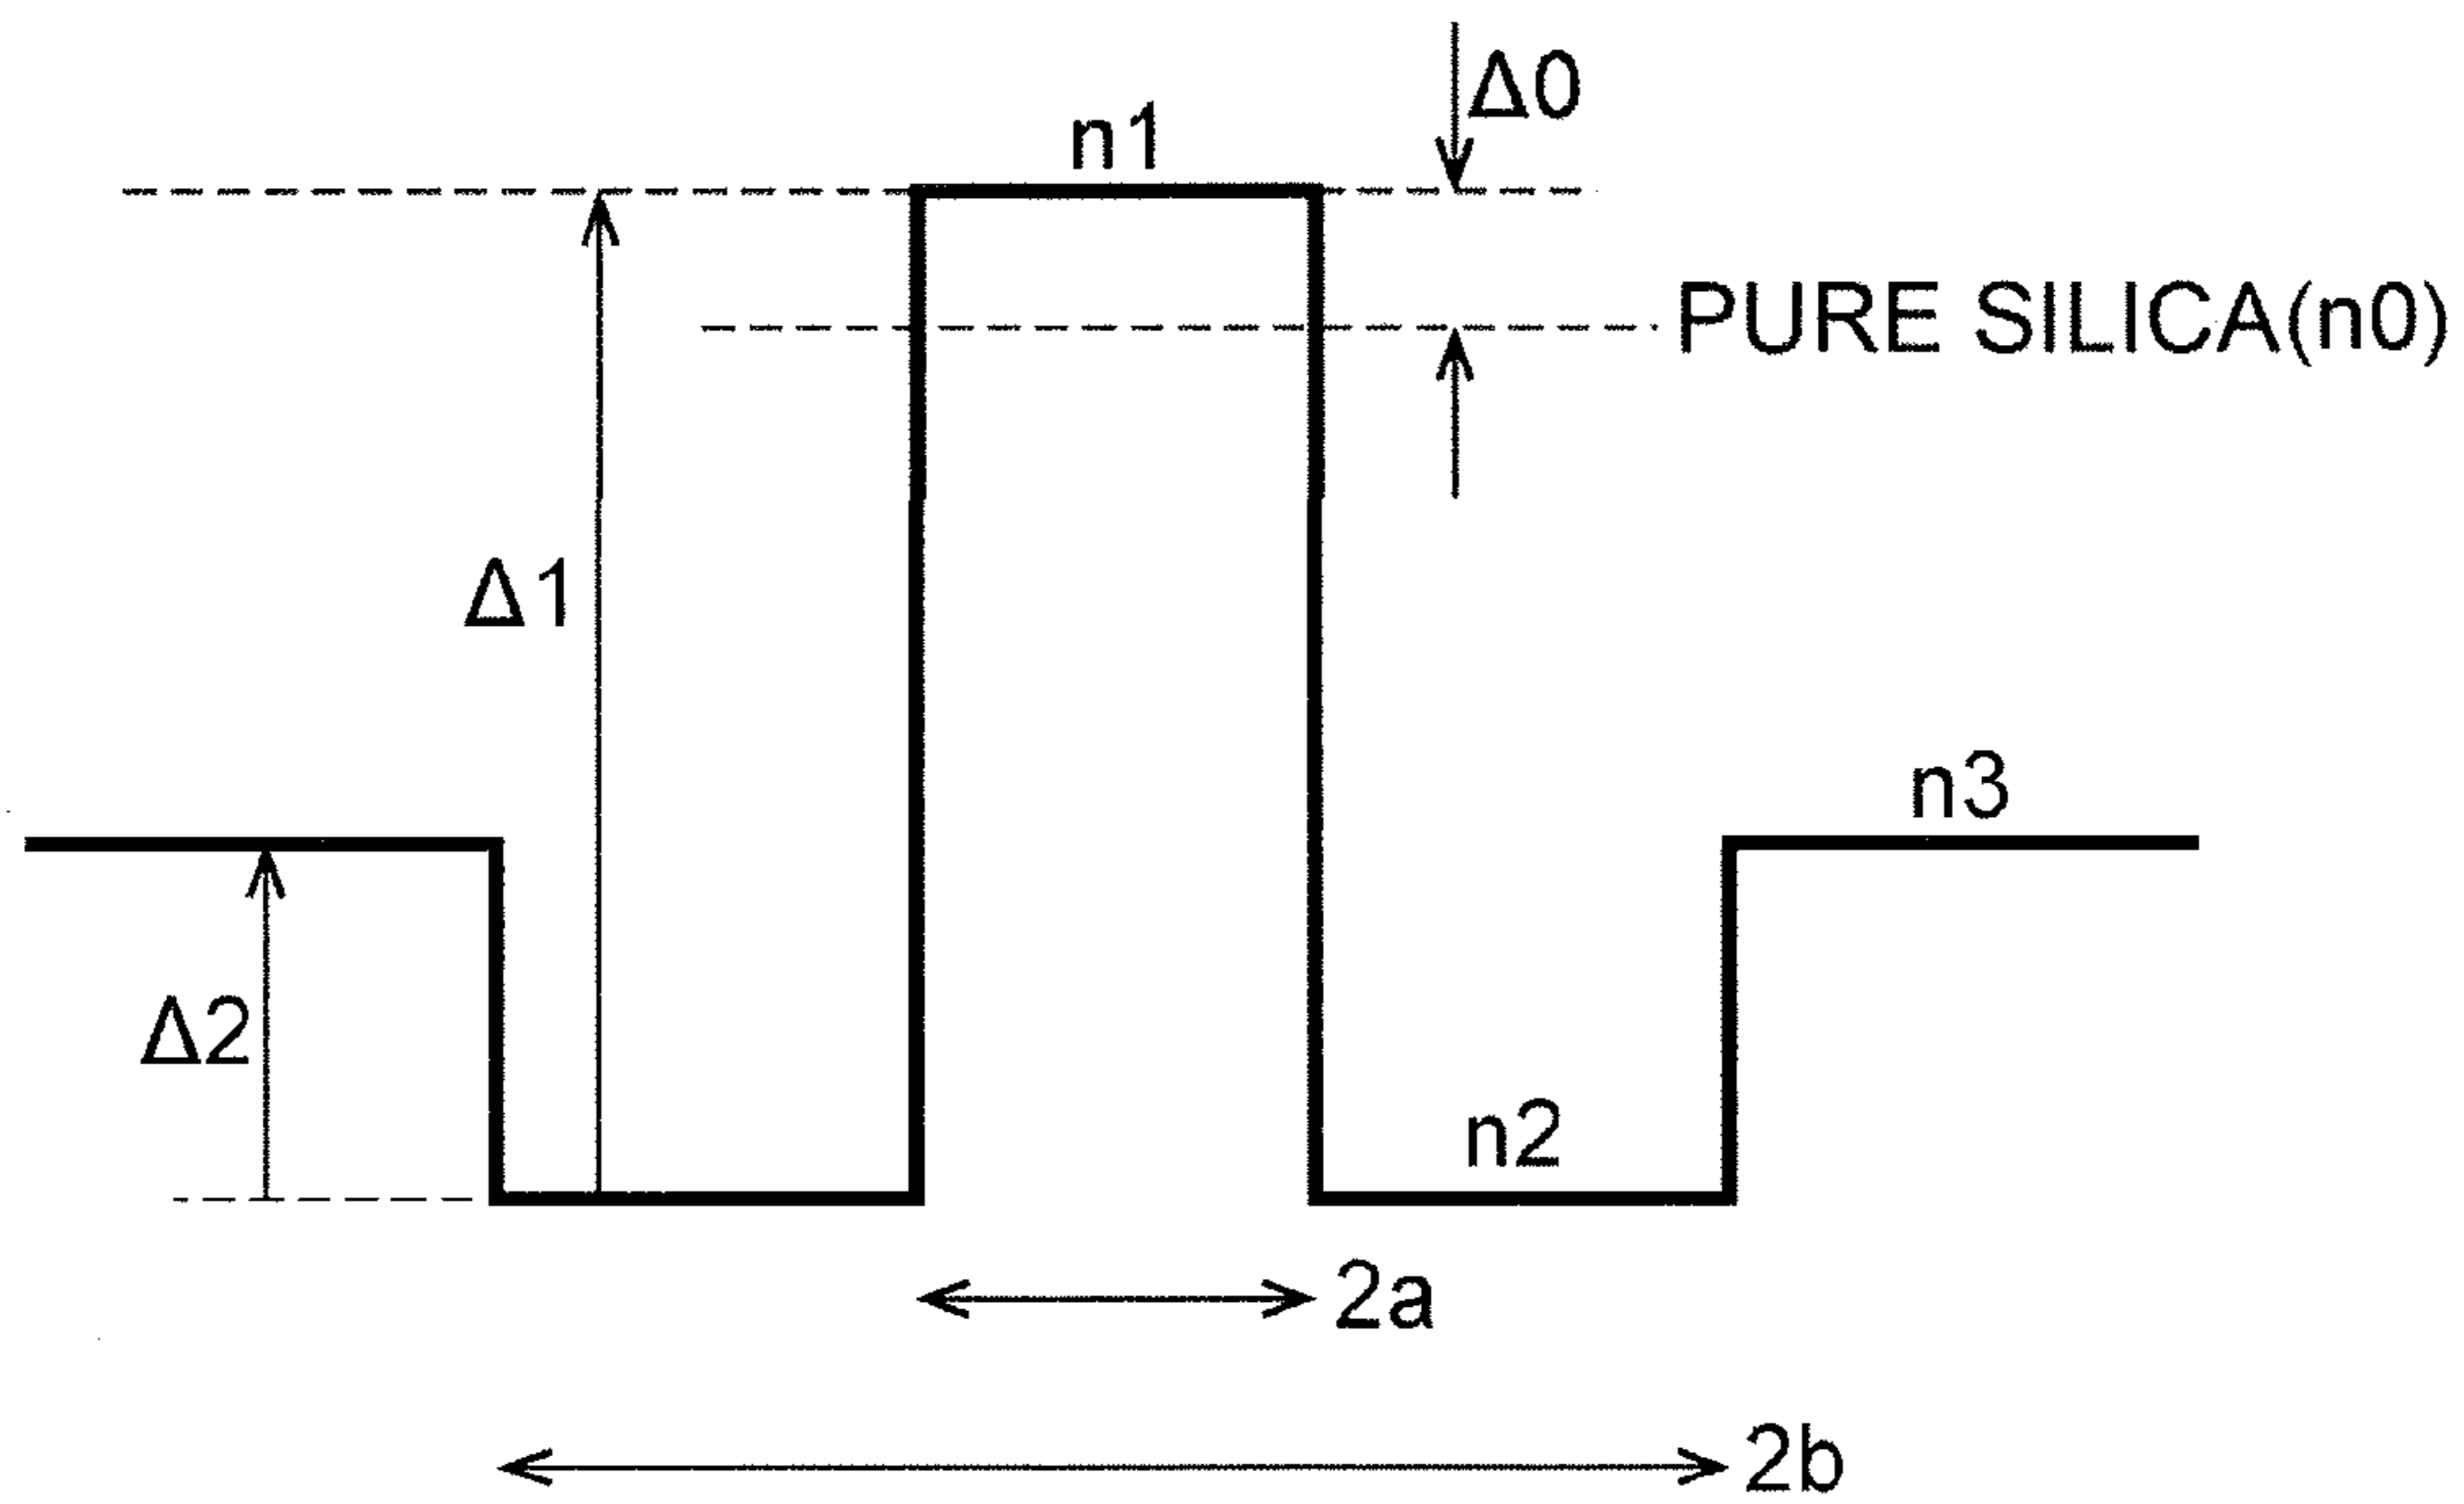 Δ0
n1
PURE SILICA(n0)
Δ1
n3
Δ2
n2
2a
2b